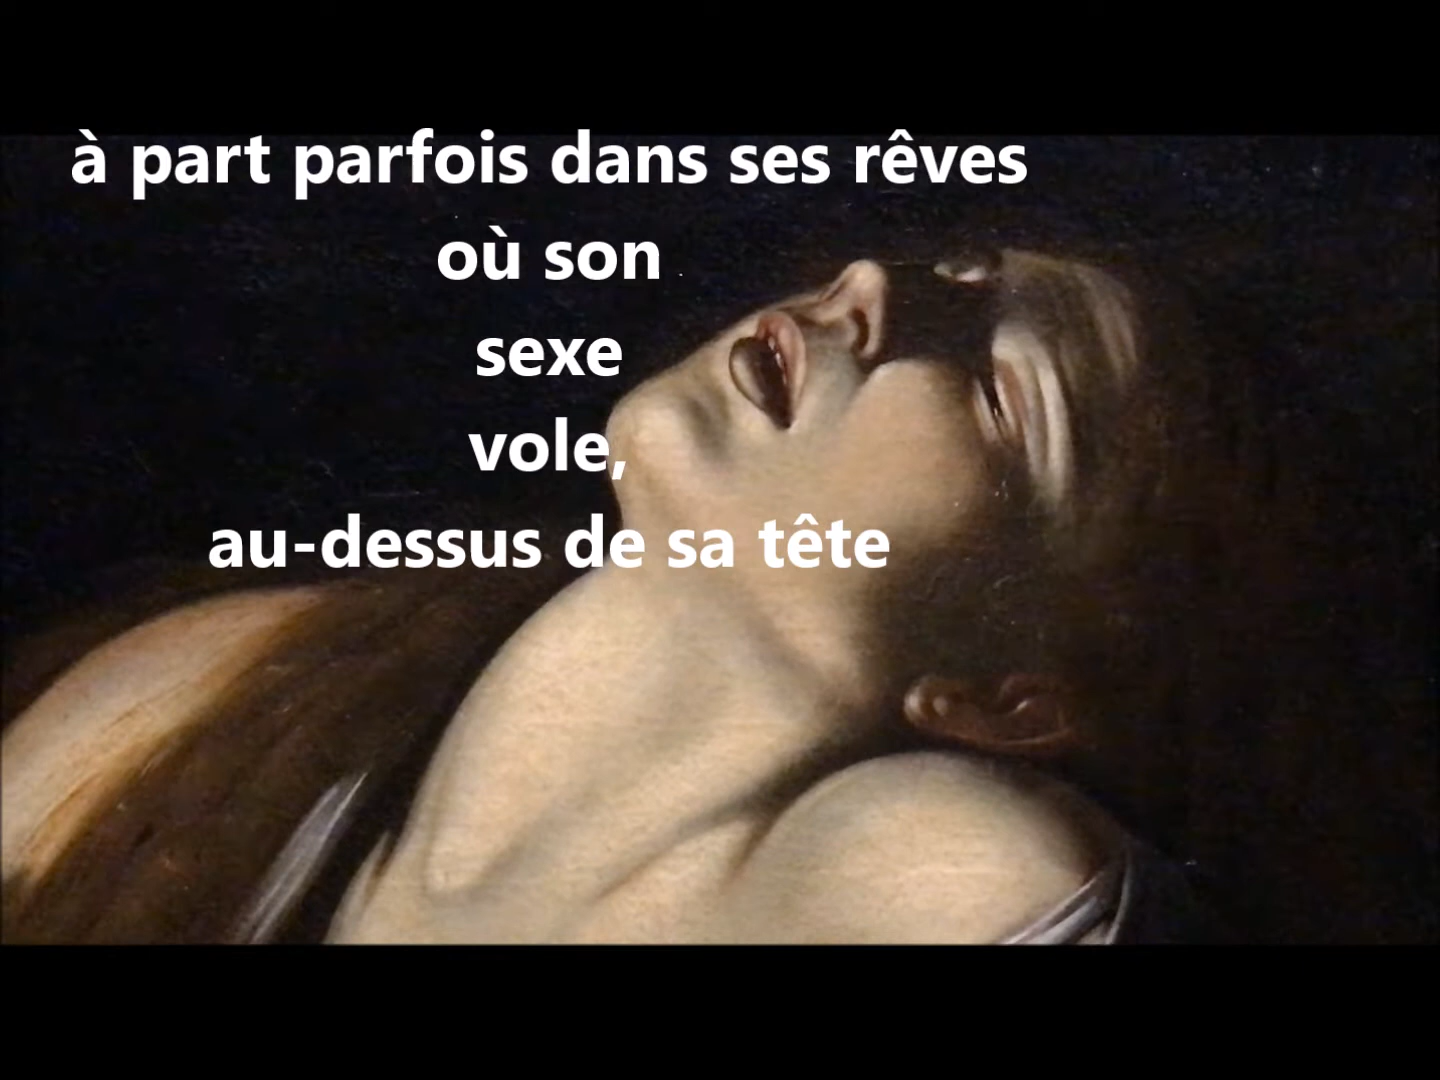 à part parfois dans ses rêves
où son
sexe
vole,
au-dessus de sa tête